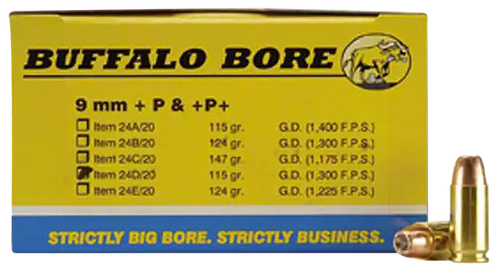 BUFFALO BORE
9 mm + P & +P+
Item 24A/20 115 gr. G.D. (1,400 F.P.S.)
Item 24B/20 124 gr. G.D. (1,300 F.P.S.)
Item 24C/20 147 gr. G.D. (1,175 F.P.S.)
Item 24D/20 115 gr. G.D. (1,300 F.P.S.)
Item 24E/20 124 gr. G.D. (1,225 F.P.S.)
STRICTLY BIG BORE. STRICTLY BUSINESS.